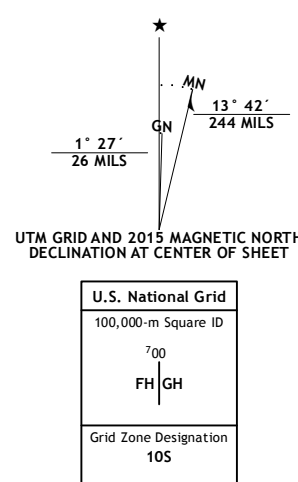 ★
MN
GN
13° 42´
244 MILS
1° 27´
26 MILS
UTM GRID AND 2015 MAGNETIC NORTH
DECLINATION AT CENTER OF SHEET
U.S. National Grid
100,000-m Square ID
⁷00
FH GH
Grid Zone Designation
10S